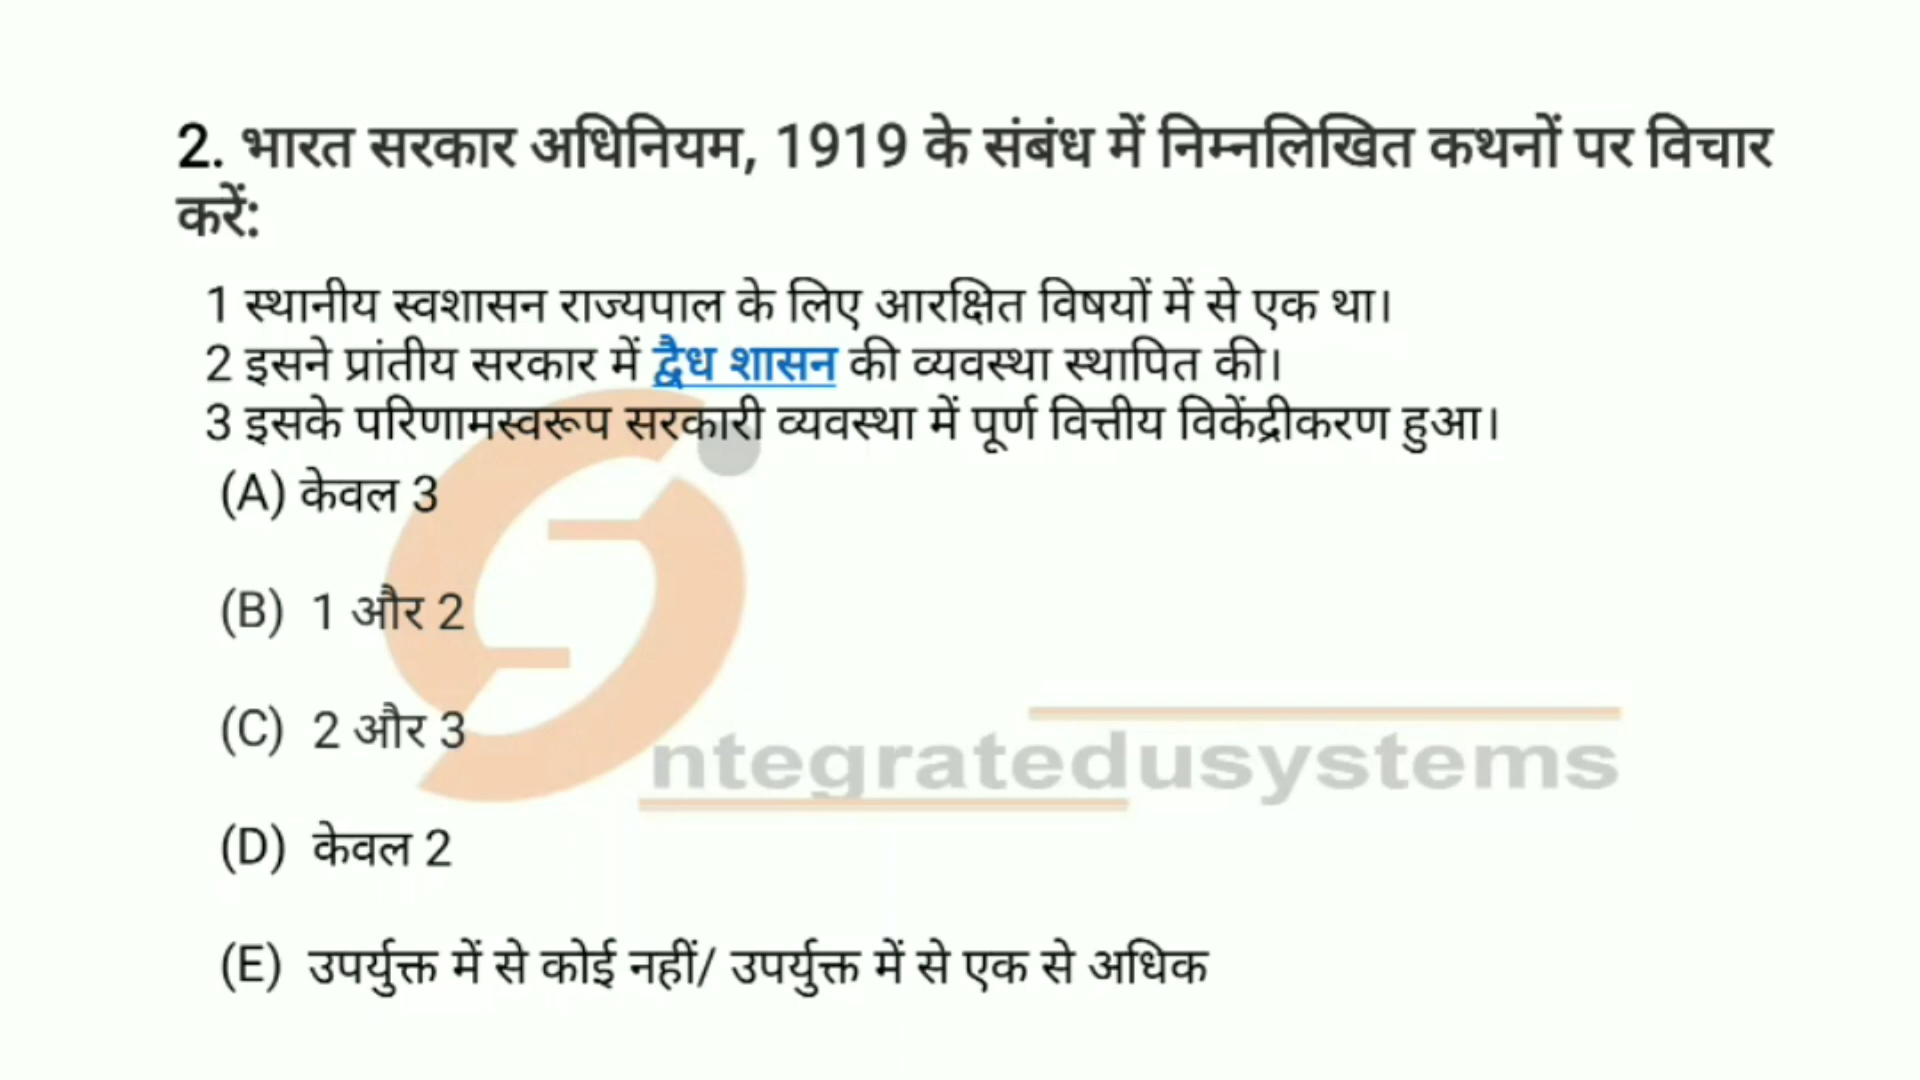 2. भारत सरकार अधिनियम, 1919 के संबंध में निम्नलिखित कथनों पर विचार
करें:
1 स्थानीय स्वशासन राज्यपाल के लिए आरक्षित विषयों में से एक था।
2 इसने प्रांतीय सरकार में द्वैध शासन की व्यवस्था स्थापित की।
3 इसके परिणामस्वरूप सरकारी व्यवस्था में पूर्ण वित्तीय विकेंद्रीकरण हुआ।
(A) केवल 3
(B) 1 और 2
(C) 2 और 3
ntegratedusystems
(D) केवल 2
(E) उपर्युक्त में से कोई नहीं/ उपर्युक्त में से एक से अधिक